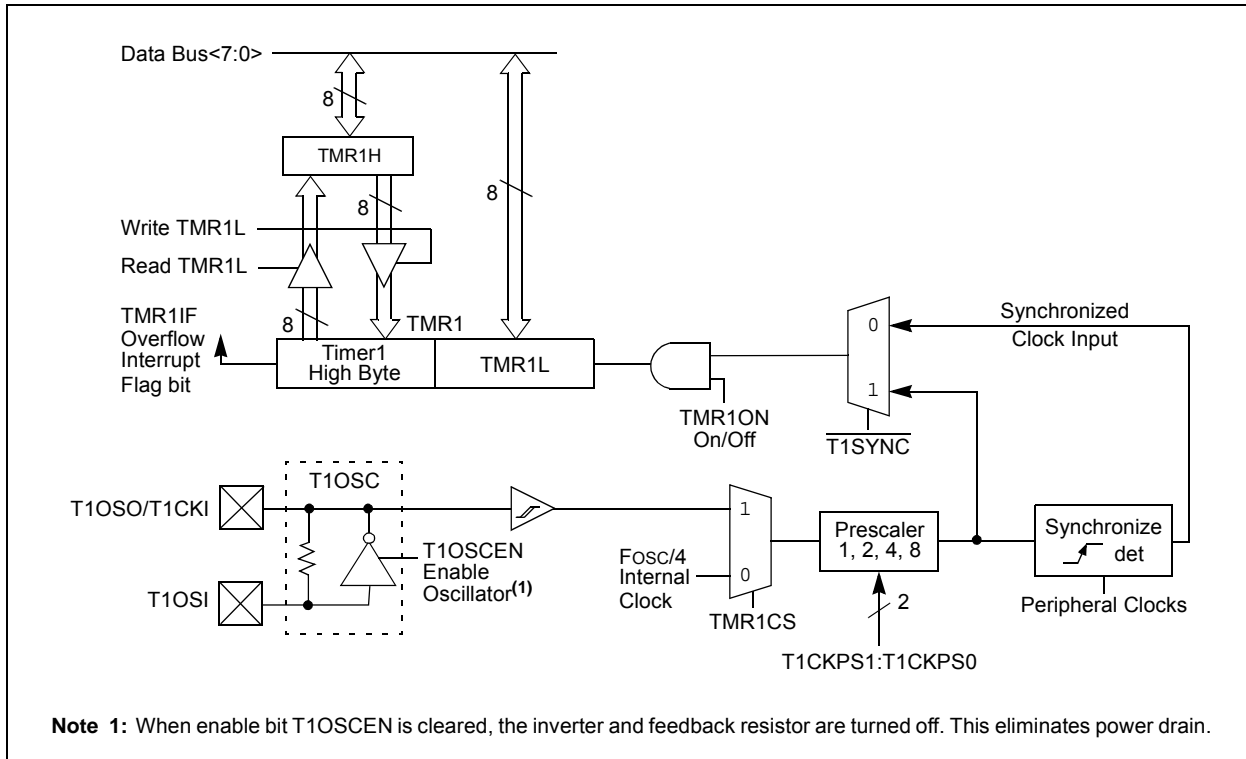 Data Bus<7:0>
8
TMR1H
8
8
Write TMR1L
Read TMR1L
8
TMR1IF
Overflow
Interrupt
Flag bit
TMR1
Timer1
High Byte
TMR1L
TMR1ON
On/Off
0
1
T1SYNC
Synchronized
Clock Input
T1OSC
T1OSO/T1CKI
T1OSI
T1OSCEN
Enable
Oscillator(1)
FOSC/4
Internal
Clock
1
0
TMR1CS
Prescaler
1, 2, 4, 8
2
T1CKPS1:T1CKPS0
Synchronize
det
Peripheral Clocks
Note 1: When enable bit T1OSCEN is cleared, the inverter and feedback resistor are turned off. This eliminates power drain.